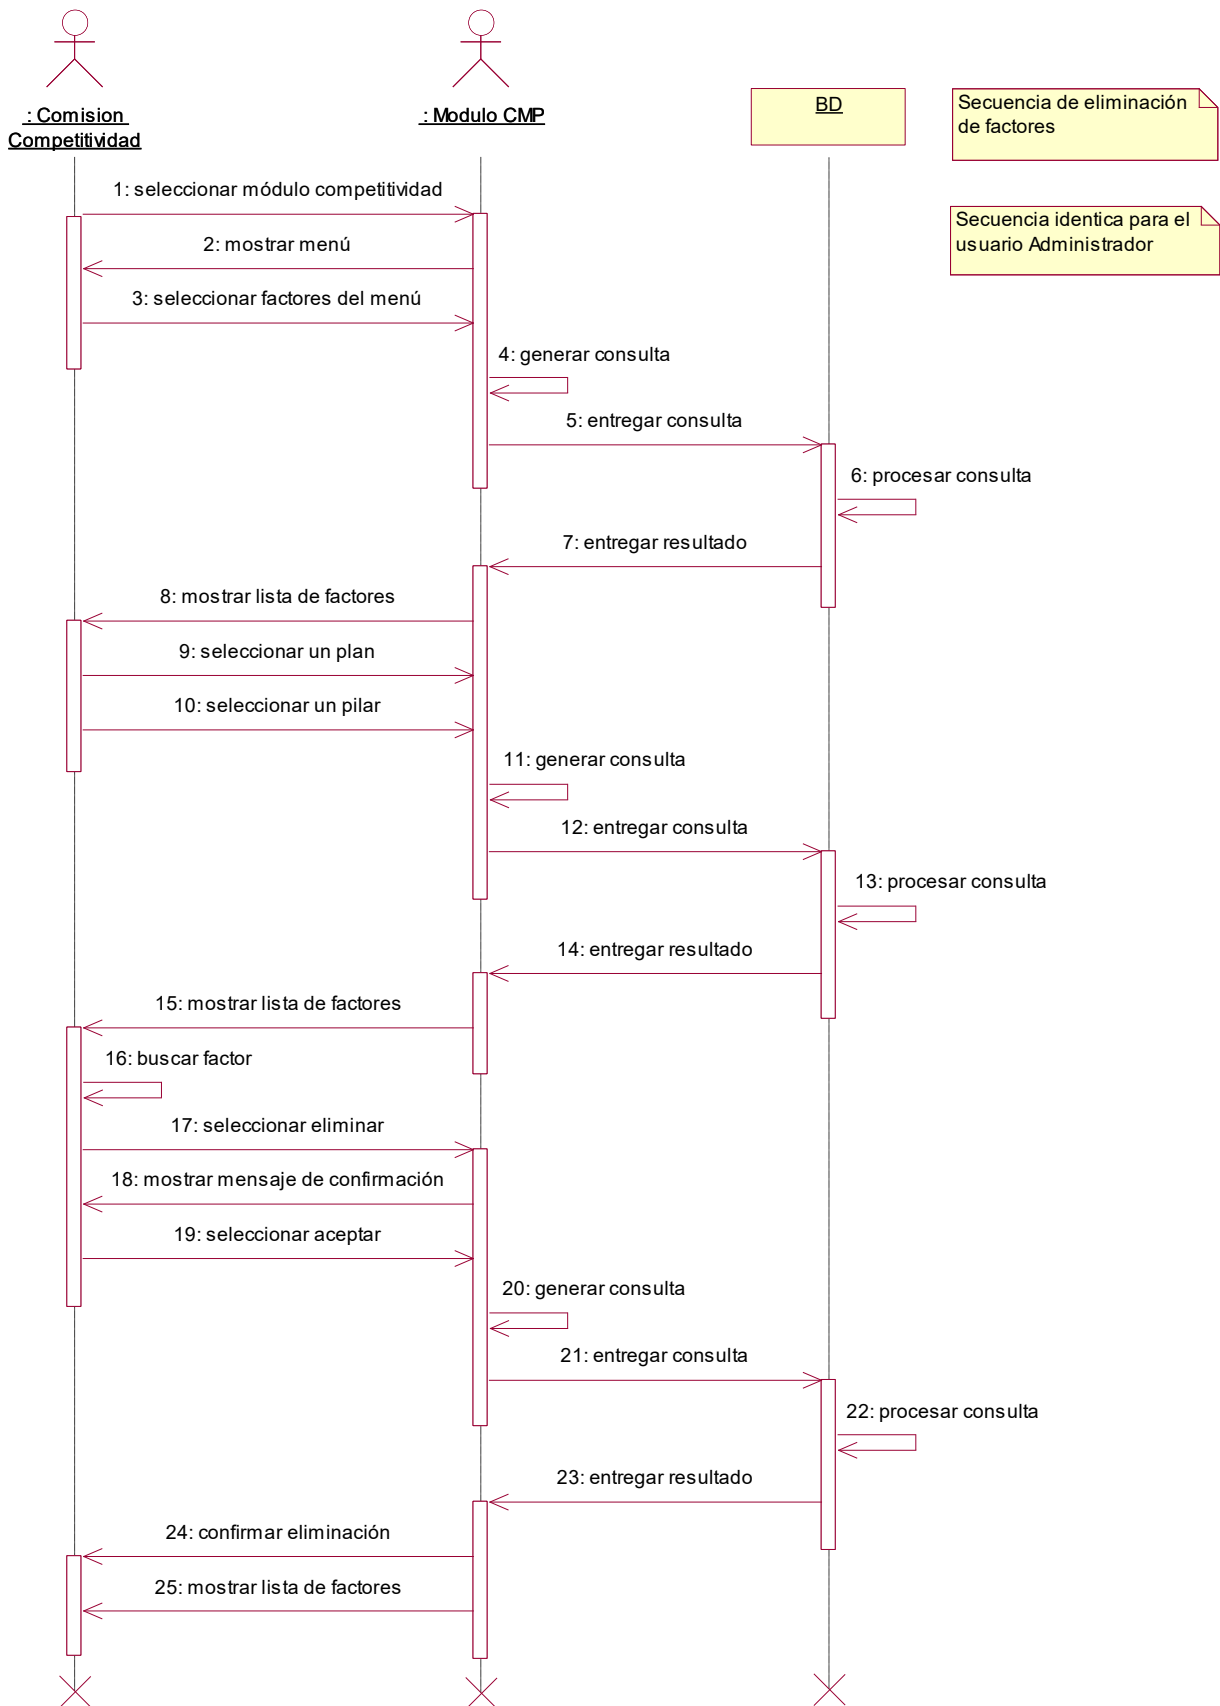 : Comision
Competitividad
: Modulo CMP
BD
Secuencia de eliminación
de factores
Secuencia identica para el
usuario Administrador
1: seleccionar módulo competitividad
2: mostrar menú
3: seleccionar factores del menú
4: generar consulta
5: entregar consulta
6: procesar consulta
7: entregar resultado
8: mostrar lista de factores
9: seleccionar un plan
10: seleccionar un pilar
11: generar consulta
12: entregar consulta
13: procesar consulta
14: entregar resultado
15: mostrar lista de factores
16: buscar factor
17: seleccionar eliminar
18: mostrar mensaje de confirmación
19: seleccionar aceptar
20: generar consulta
21: entregar consulta
22: procesar consulta
23: entregar resultado
24: confirmar eliminación
25: mostrar lista de factores